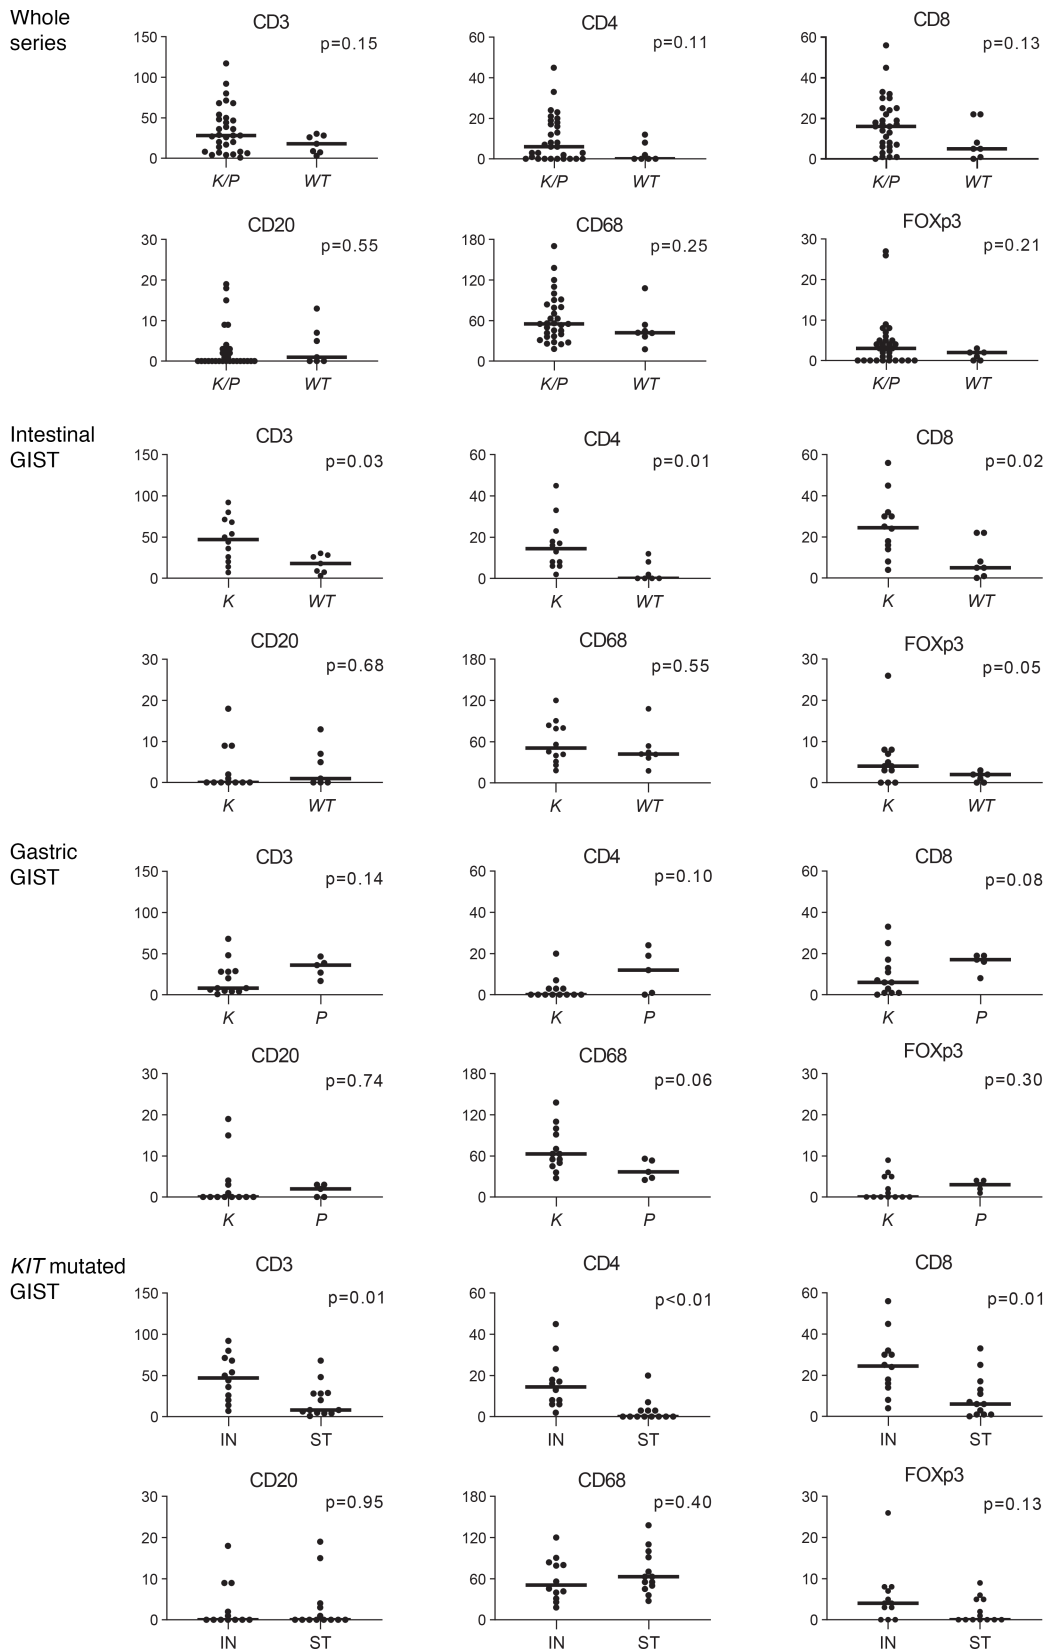 Whole
series
CD3
p=0.15
150
100
50
0
K/P
WT
CD4
p=0.11
60
40
20
0
K/P
WT
CD8
p=0.13
60
40
20
0
K/P
WT
CD20
p=0.55
30
20
10
0
K/P
WT
CD68
p=0.25
180
120
60
0
K/P
WT
FOXp3
p=0.21
30
20
10
0
K/P
WT
Intestinal
GIST
CD3
p=0.03
150
100
50
0
K
WT
CD4
p=0.01
60
40
20
0
K
WT
CD8
p=0.02
60
40
20
0
K
WT
CD20
p=0.68
30
20
10
0
K
WT
CD68
p=0.55
180
120
60
0
K
WT
FOXp3
p=0.05
30
20
10
0
K
WT
Gastric
GIST
CD3
p=0.14
150
100
50
0
K
P
CD4
p=0.10
60
40
20
0
K
P
CD8
p=0.08
60
40
20
0
K
P
CD20
p=0.74
30
20
10
0
K
P
CD68
p=0.06
180
120
60
0
K
P
FOXp3
p=0.30
30
20
10
0
K
P
KIT mutated
GIST
CD3
p=0.01
150
100
50
0
IN
ST
CD4
p<0.01
60
40
20
0
IN
ST
CD8
p=0.01
60
40
20
0
IN
ST
CD20
p=0.95
30
20
10
0
IN
ST
CD68
p=0.40
180
120
60
0
IN
ST
FOXp3
p=0.13
30
20
10
0
IN
ST